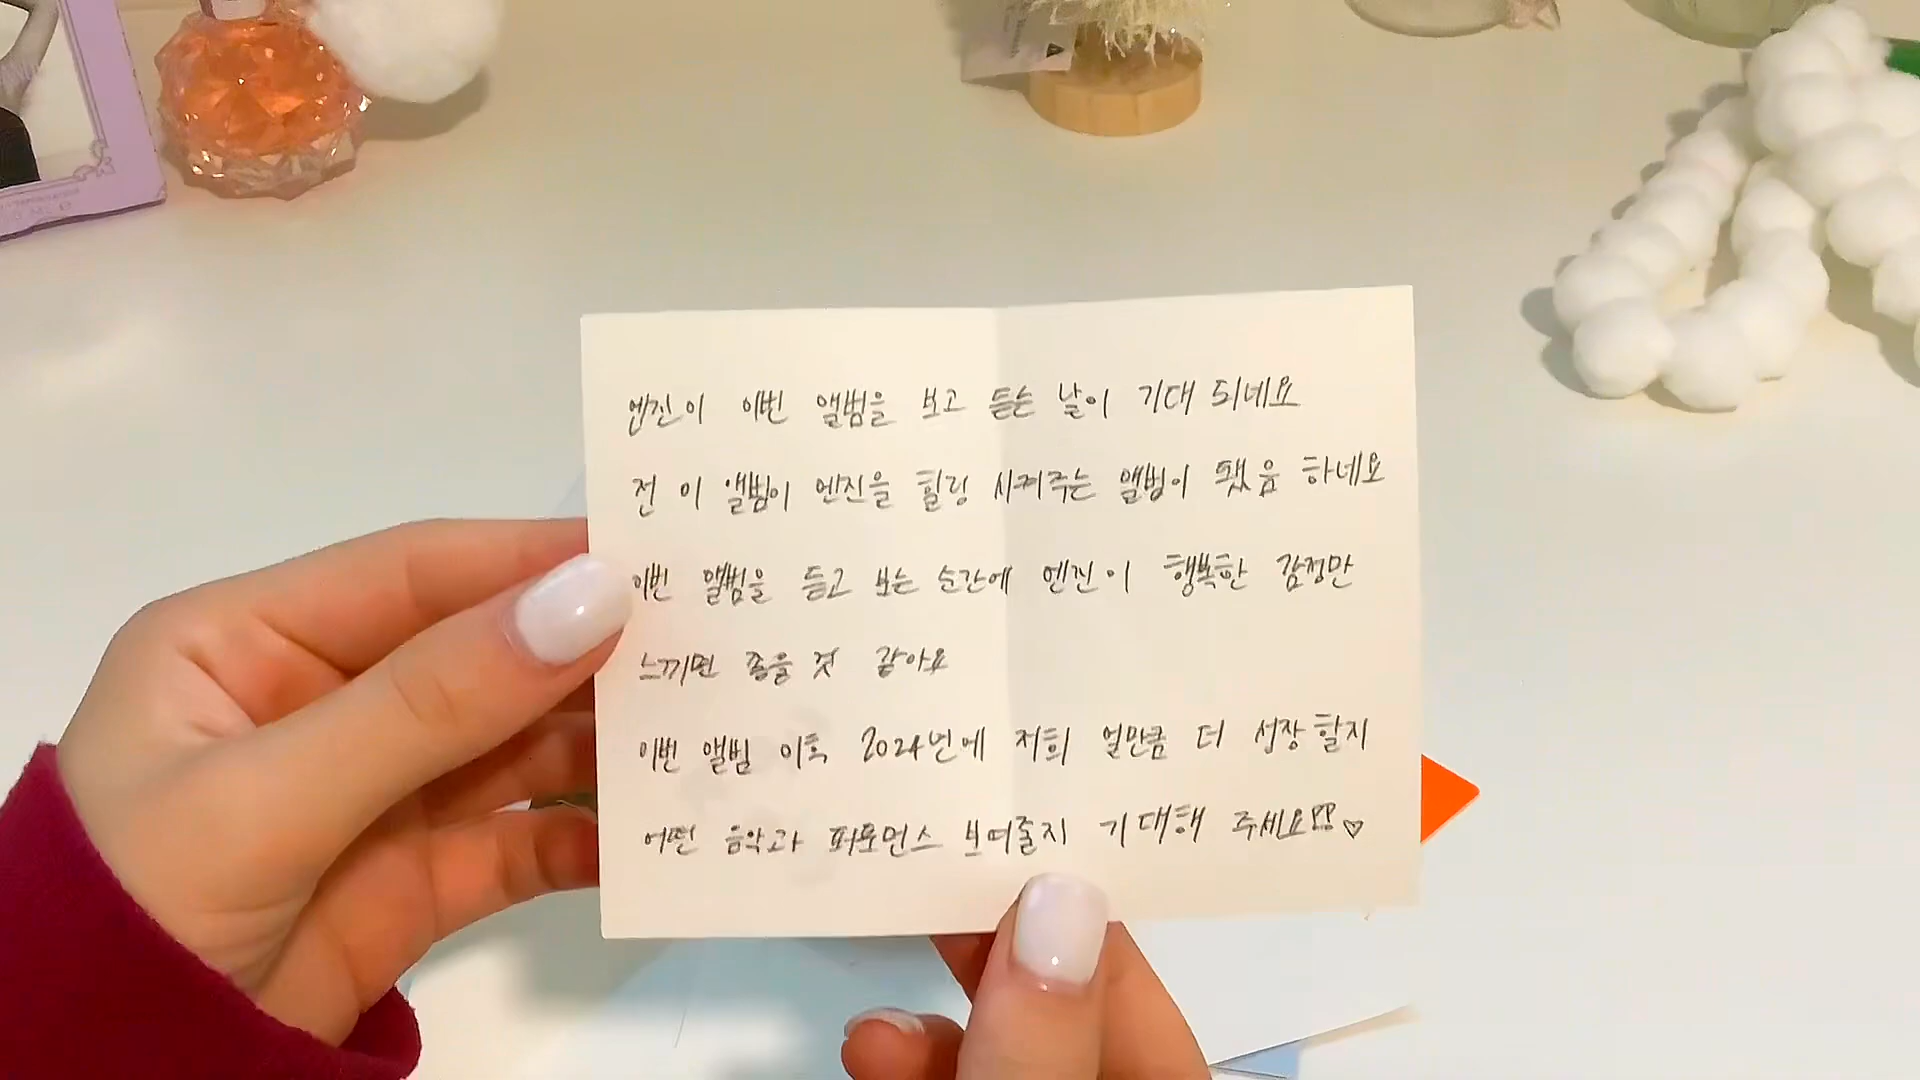 엔진이 이번 앨범을 보고 듣는 날이 기대 되네요
전 이 앨범이 엔진을 힐링 시켜주는 앨범이 됐음 하네요
이번 앨범을 듣고 보는 순간에 엔진이 행복한 감정만
느끼면 좋을 것 같아요
이번 앨범 이후 2024년에 저희 얼만큼 더 성장할지
어떤 음악과 퍼포먼스 보여줄지 기대해 주세요!!♡